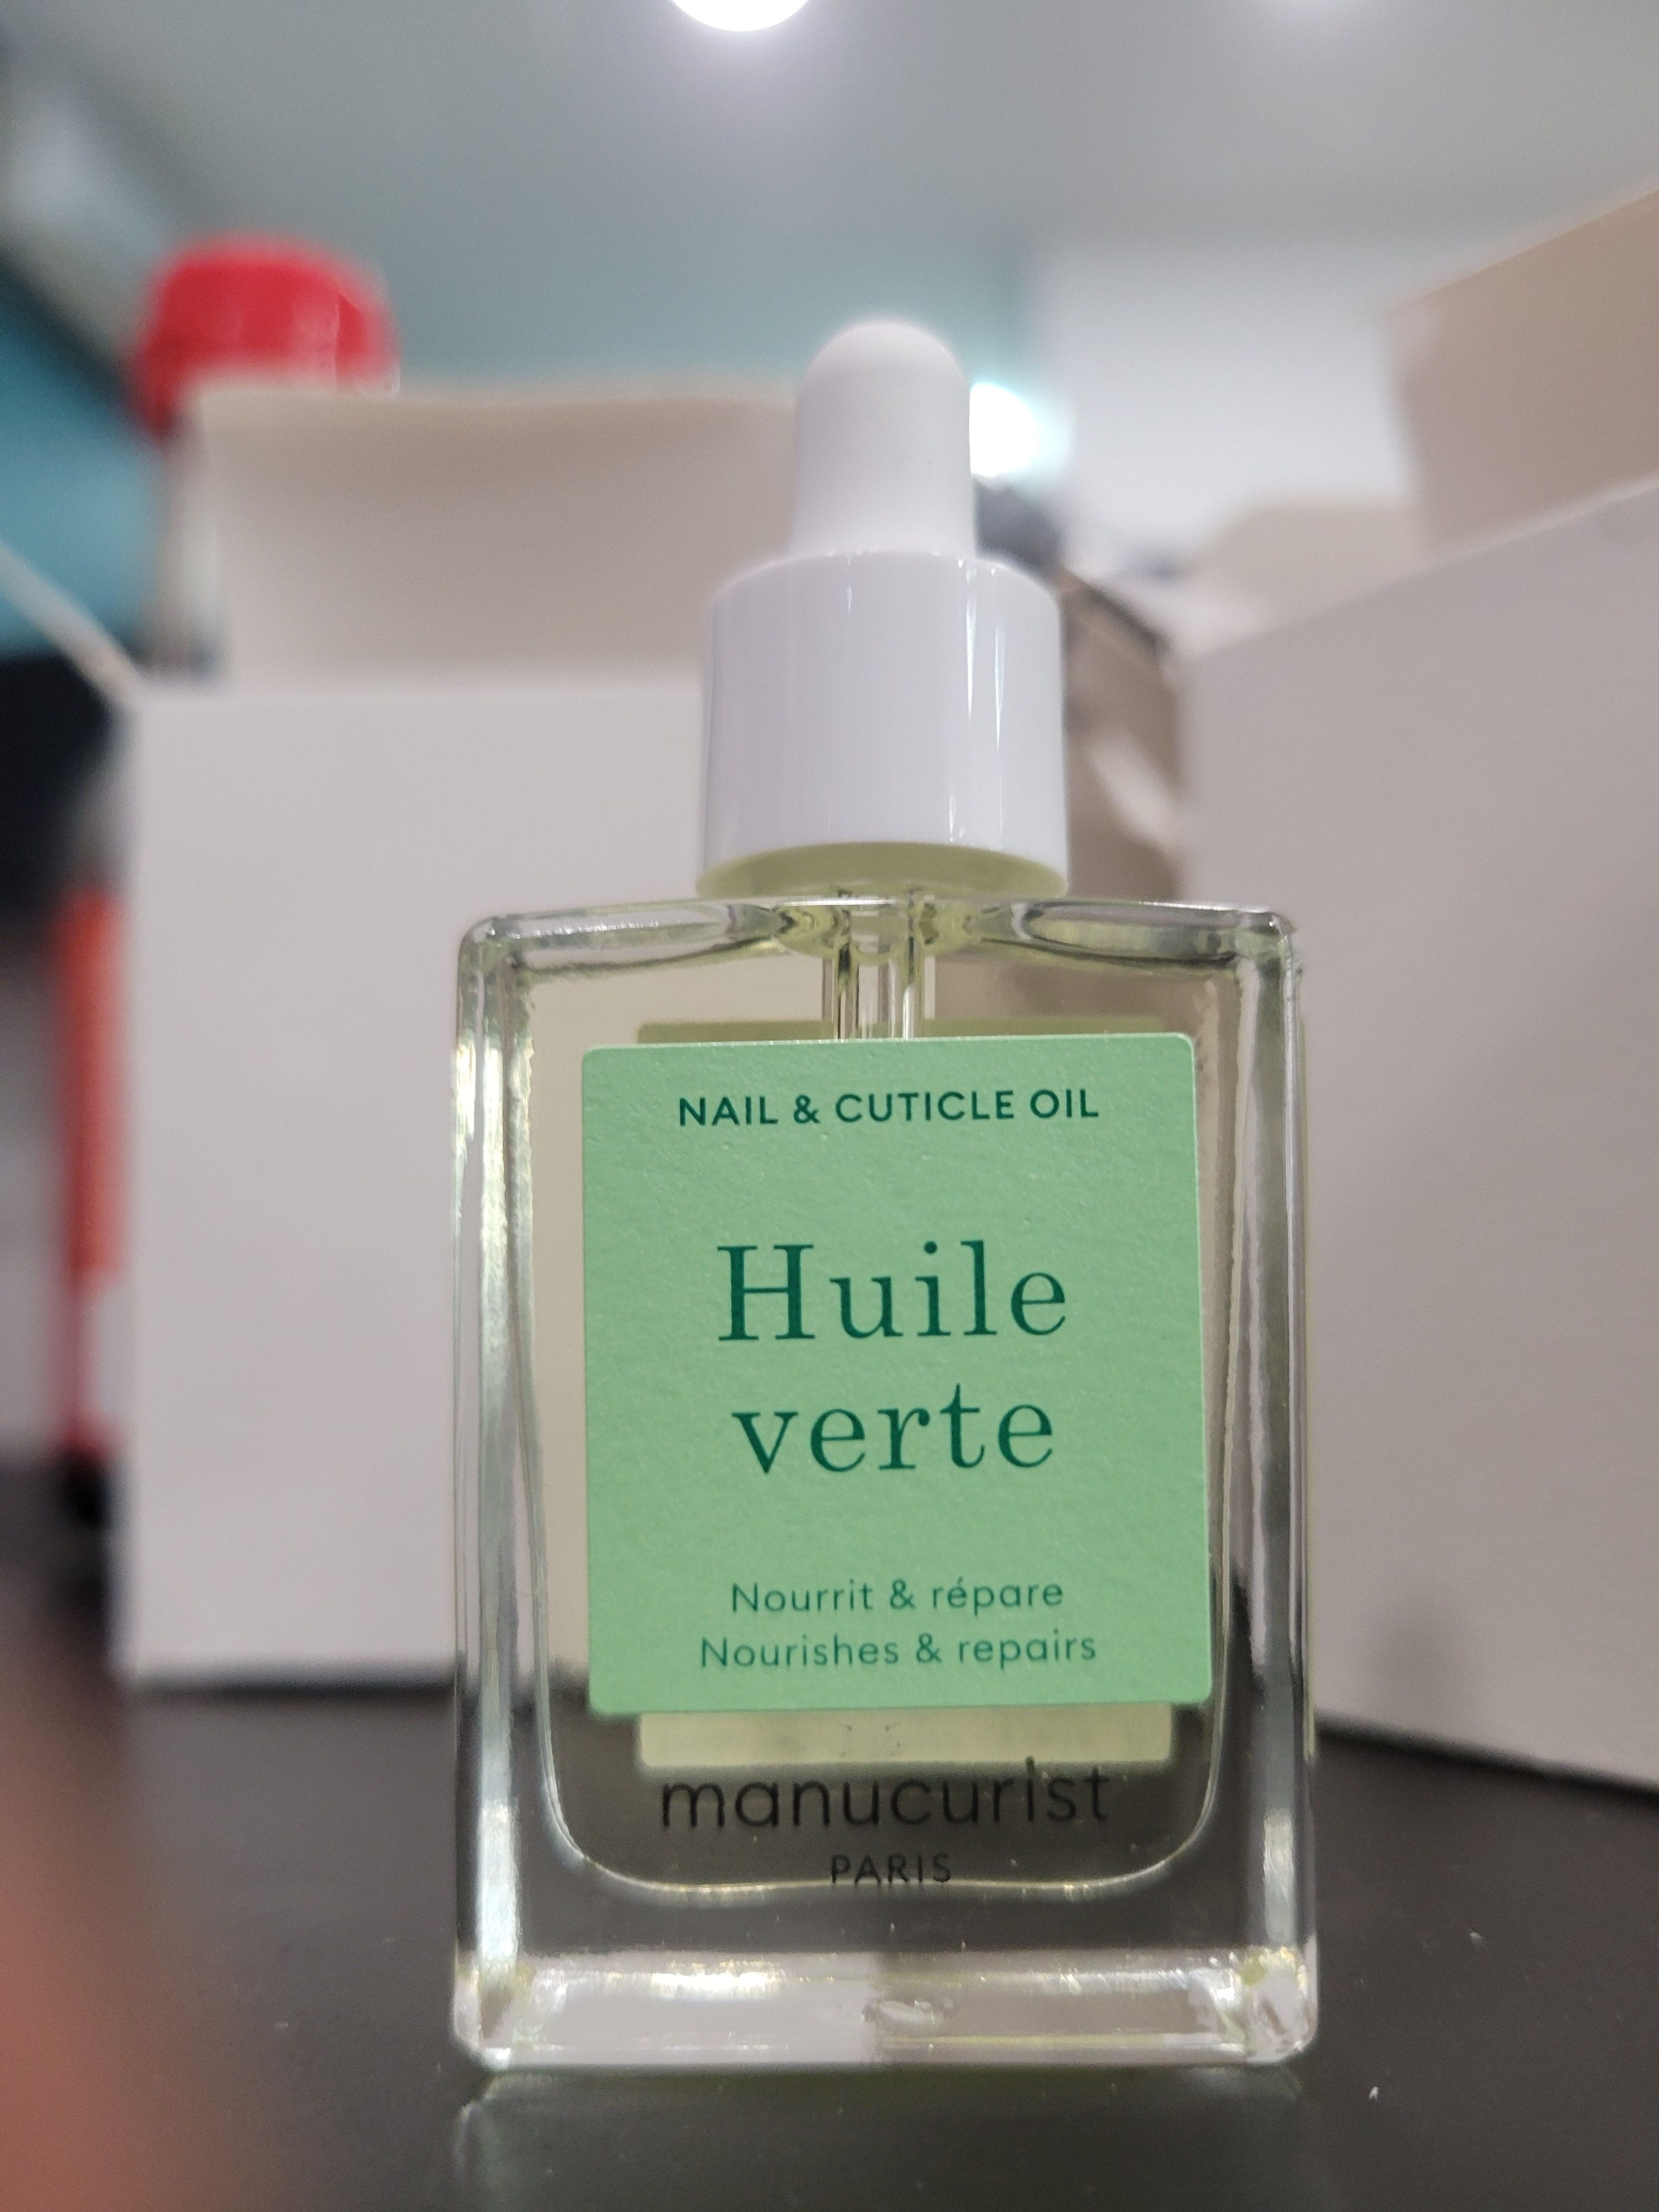 NAIL & CUTICLE OIL
Huile
verte
Nourrit & répare
Nourishes & repairs
manucurist
PARIS